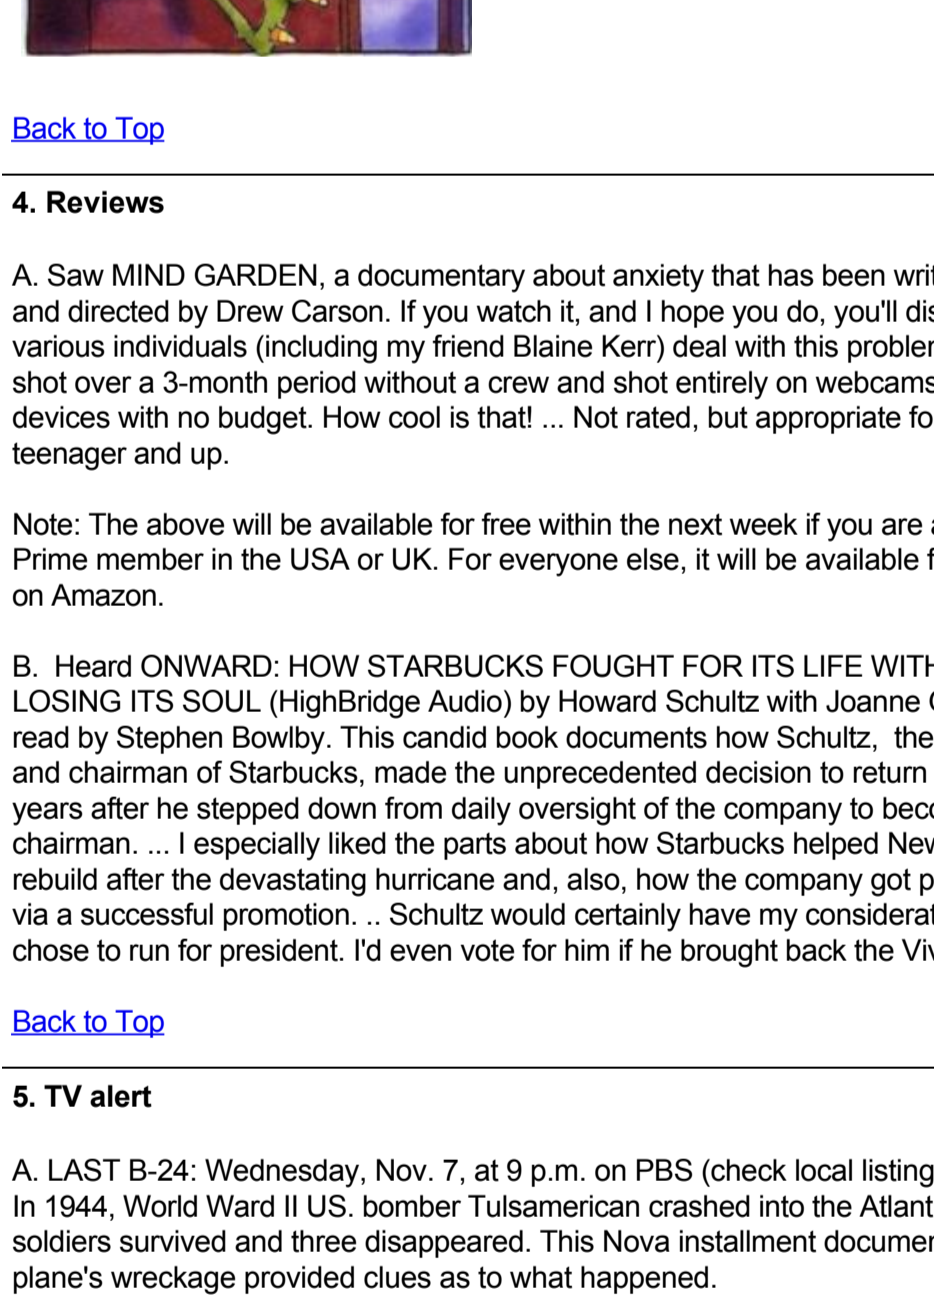 Back to Top
4. Reviews
A. Saw MIND GARDEN, a documentary about anxiety that has been
and directed by Drew Carson. If you watch it, and I hope you do, you'll
various individuals (including my friend Blaine Kerr) deal with this
shot over a 3-month period without a crew and shot entirely on webcams
devices with no budget. How cool is that! ... Not rated, but appropriate
teenager and up.
Note: The above will be available for free within the next week if you are
Prime member in the USA or UK. For everyone else, it will be available
on Amazon.
B.  Heard ONWARD: HOW STARBUCKS FOUGHT FOR ITS LIFE
LOSING ITS SOUL (HighBridge Audio) by Howard Schultz with Joanne
read by Stephen Bowlby. This candid book documents how Schultz,  the
and chairman of Starbucks, made the unprecedented decision to return
years after he stepped down from daily oversight of the company to
chairman. ... I especially liked the parts about how Starbucks helped
rebuild after the devastating hurricane and, also, how the company got
via a successful promotion. .. Schultz would certainly have my
chose to run for president. I'd even vote for him if he brought back the
Back to Top
5. TV alert
A. LAST B-24: Wednesday, Nov. 7, at 9 p.m. on PBS (check local
In 1944, World Ward II US. bomber Tulsamerican crashed into the
soldiers survived and three disappeared. This Nova installment
plane's wreckage provided clues as to what happened.